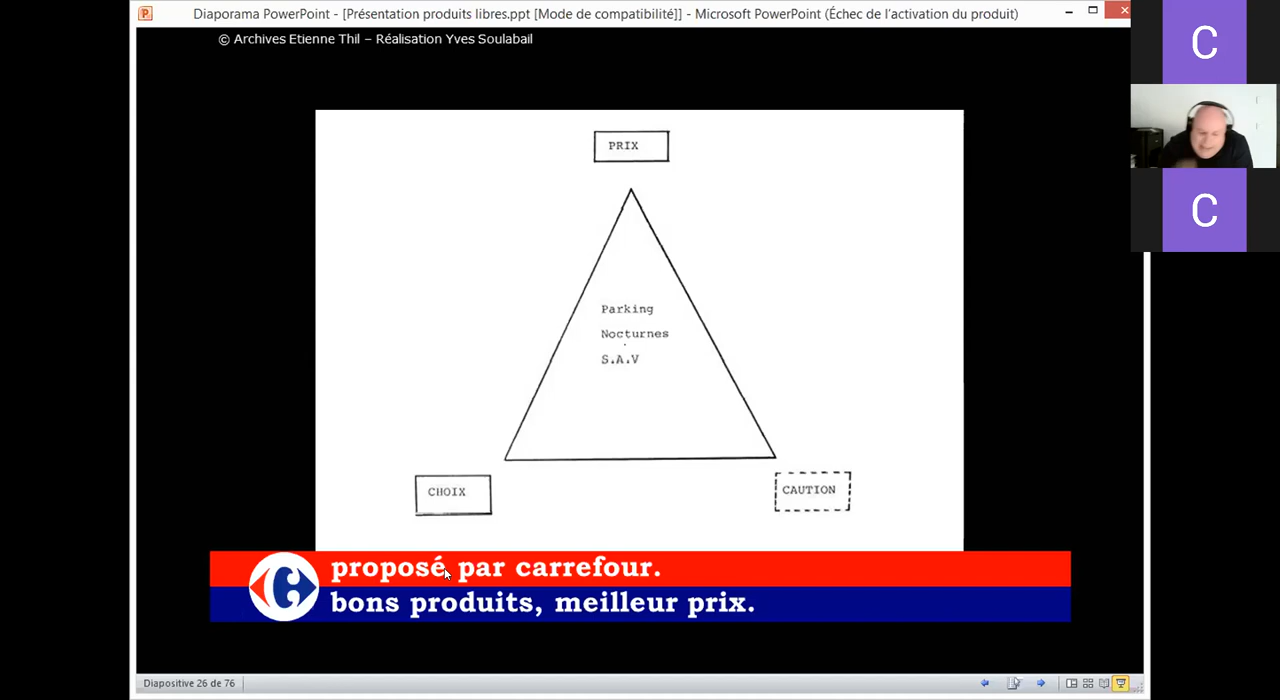 Diaporama PowerPoint - [Présentation produits libres.ppt [Mode de compatibilité]] - Microsoft PowerPoint (Échec de l'activation du produit)
© Archives Etienne Thil – Réalisation Yves Soulabail
C
PRIX
Parking
Nocturnes
S.A.V
C
CHOIX
CAUTION
proposé par carrefour.
bons produits, meilleur prix.
Diapositive 26 de 76